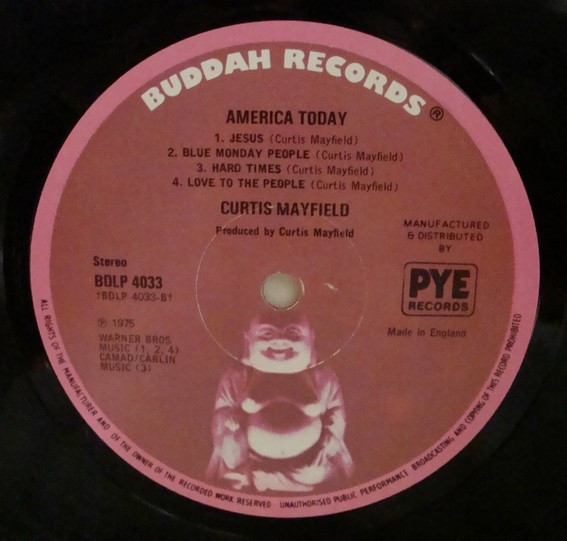 BUDDAH RECORDS®
AMERICA TODAY
1. JESUS (Curtis Mayfield)
2. BLUE MONDAY PEOPLE (Curtis Mayfield)
3. HARD TIMES (Curtis Mayfield)
4. LOVE TO THE PEOPLE (Curtis Mayfield)
CURTIS MAYFIELD
Produced by Curtis Mayfield
MANUFACTURED
& DISTRIBUTED
BY
PYE
RECORDS
Made in England
Stereo
BDLP 4033
1BDLP 4033-B1
℗ 1975
WARNER BROS.
MUSIC (1, 2, 4)
CAMAD/CARLIN
MUSIC (3)
ALL RIGHTS OF THE MANUFACTURER AND OF THE OWNER OF THE RECORDED WORK RESERVED UNAUTHORISED PUBLIC PERFORMANCE BROADCASTING AND COPYING OF THIS RECORD PROHIBITED